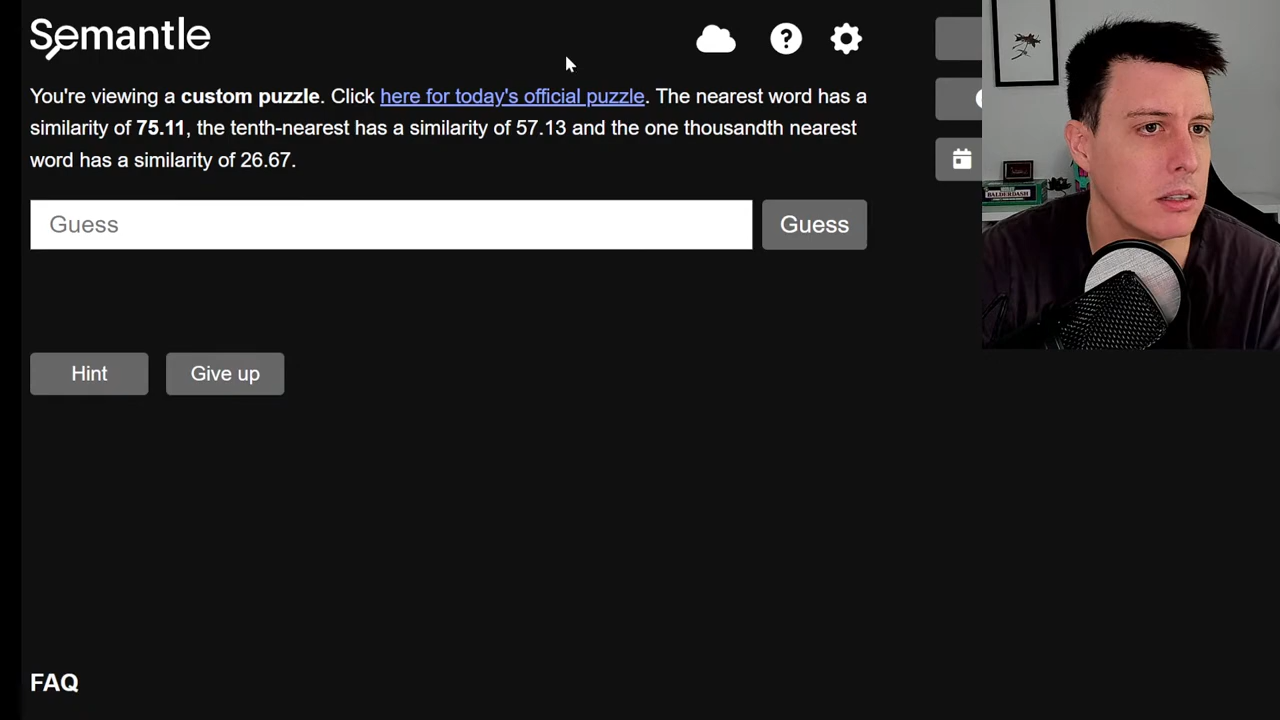 Semantle
You're viewing a custom puzzle. Click here for today's official puzzle. The nearest word has a
similarity of 75.11, the tenth-nearest has a similarity of 57.13 and the one thousandth nearest
word has a similarity of 26.67.
Guess
Guess
Hint
Give up
BALDERDASH
FAQ